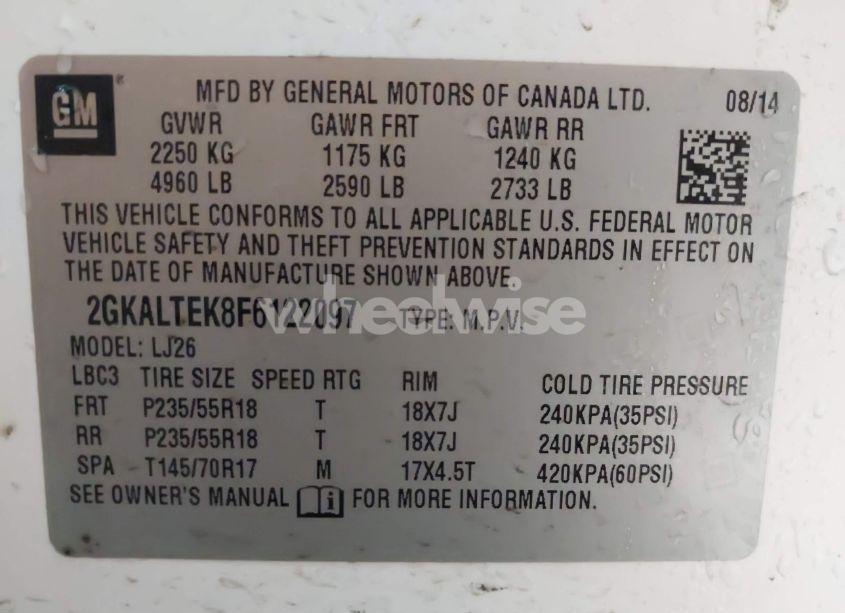 GM ® MFD BY GENERAL MOTORS OF CANADA LTD. 08/14
GVWR GAWR FRT GAWR RR
2250 KG 1175 KG 1240 KG
4960 LB 2590 LB 2733 LB
THIS VEHICLE CONFORMS TO ALL APPLICABLE U.S. FEDERAL MOTOR
VEHICLE SAFETY AND THEFT PREVENTION STANDARDS IN EFFECT ON
THE DATE OF MANUFACTURE SHOWN ABOVE.
2GKALTEK8F6122097 TYPE: M.P.V.
wheelwise
MODEL: LJ26
LBC3 TIRE SIZE SPEED RTG RIM COLD TIRE PRESSURE
FRT P235/55R18 T 18X7J 240KPA(35PSI)
RR P235/55R18 T 18X7J 240KPA(35PSI)
SPA T145/70R17 M 17X4.5T 420KPA(60PSI)
SEE OWNER'S MANUAL i FOR MORE INFORMATION.